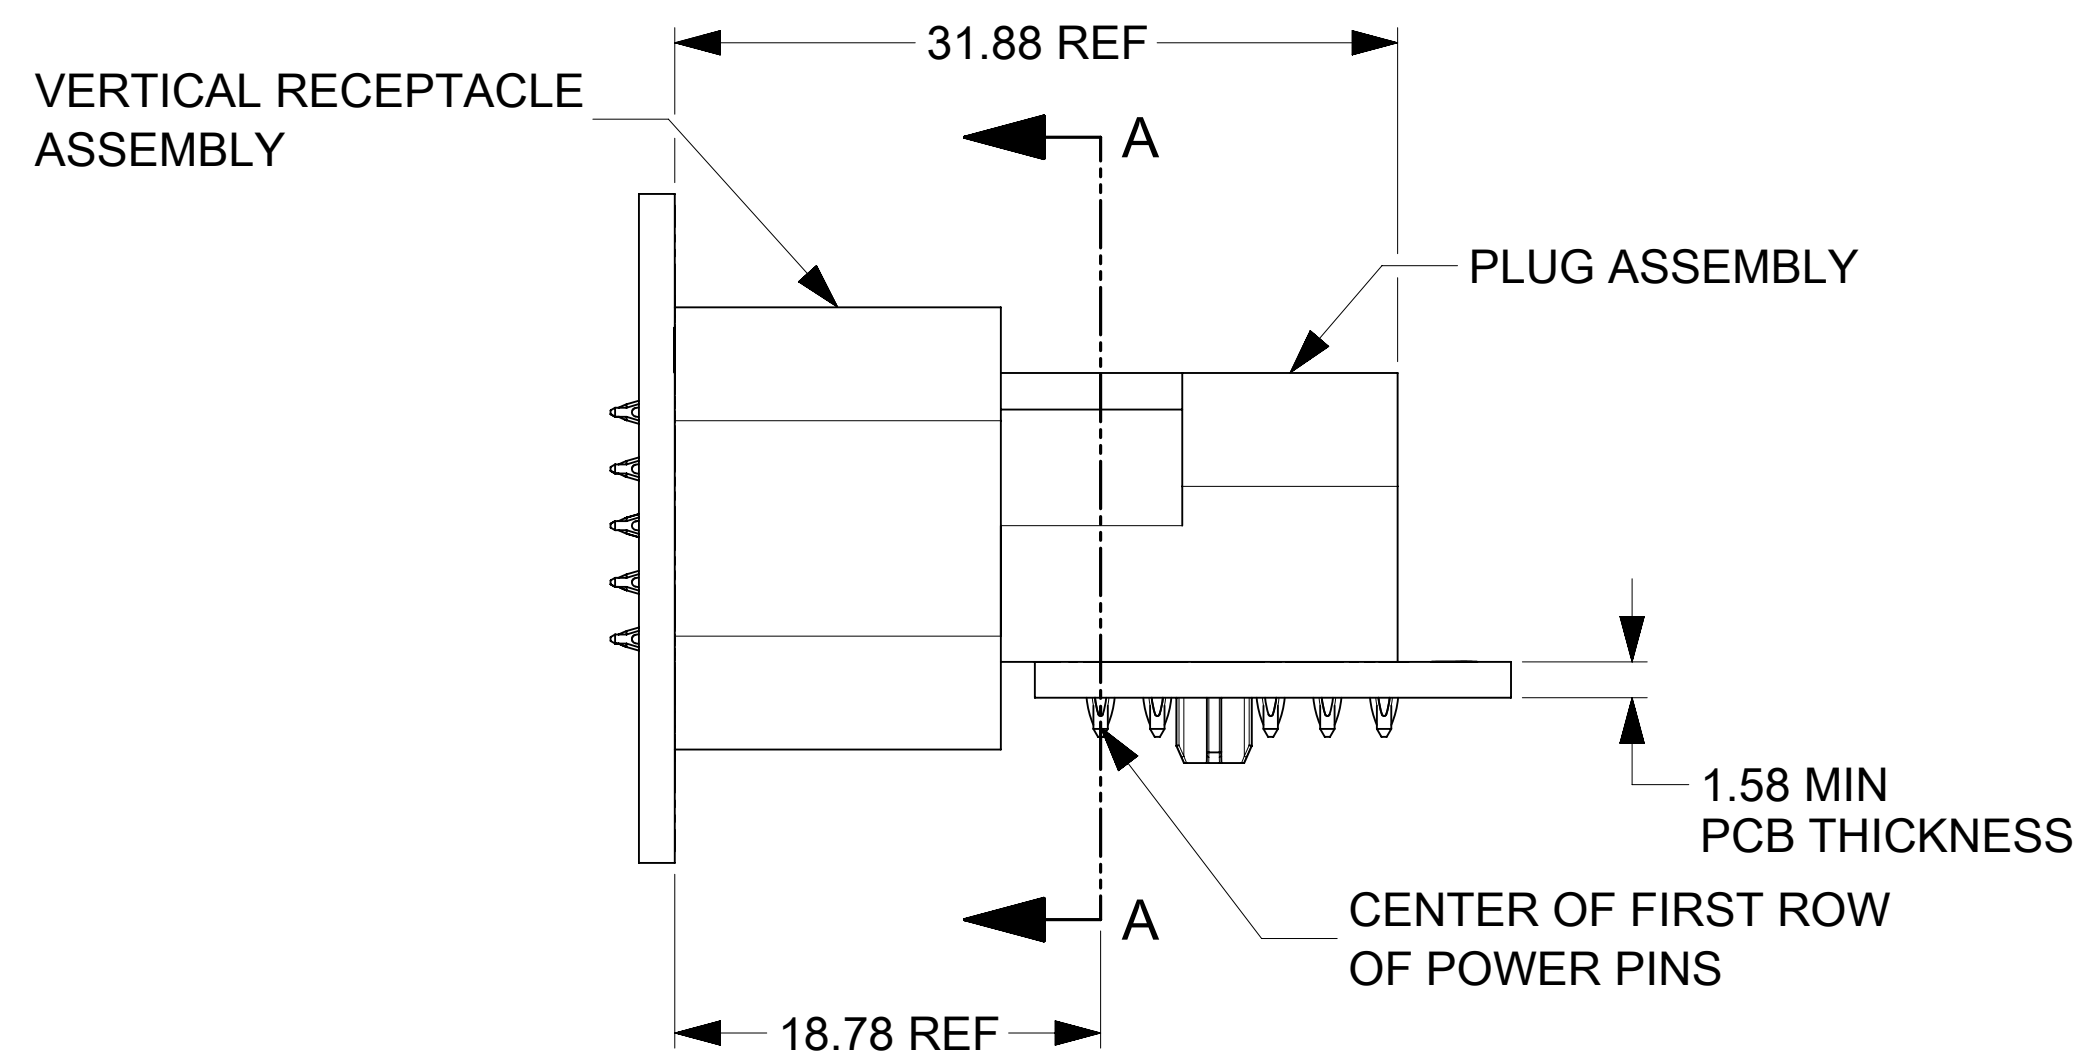 31.88 REF
VERTICAL RECEPTACLE
ASSEMBLY
A
PLUG ASSEMBLY
1.58 MIN
PCB THICKNESS
CENTER OF FIRST ROW
OF POWER PINS
A
18.78 REF